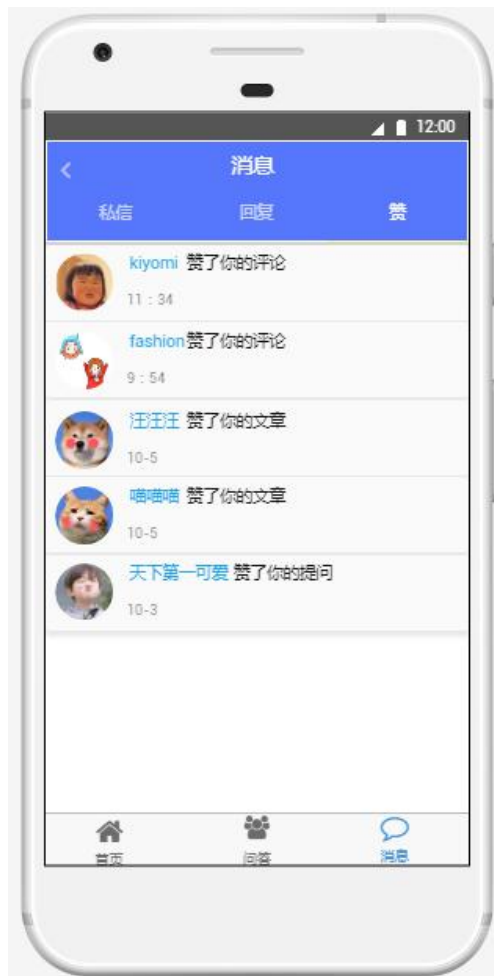 12:00
消息
私信 回复 赞
kiyomi 赞了你的评论
11：34
fashion赞了你的评论
9：54
汪汪汪 赞了你的文章
10-5
喵喵喵 赞了你的文章
10-5
天下第一可爱 赞了你的提问
10-3
首页 问答 消息